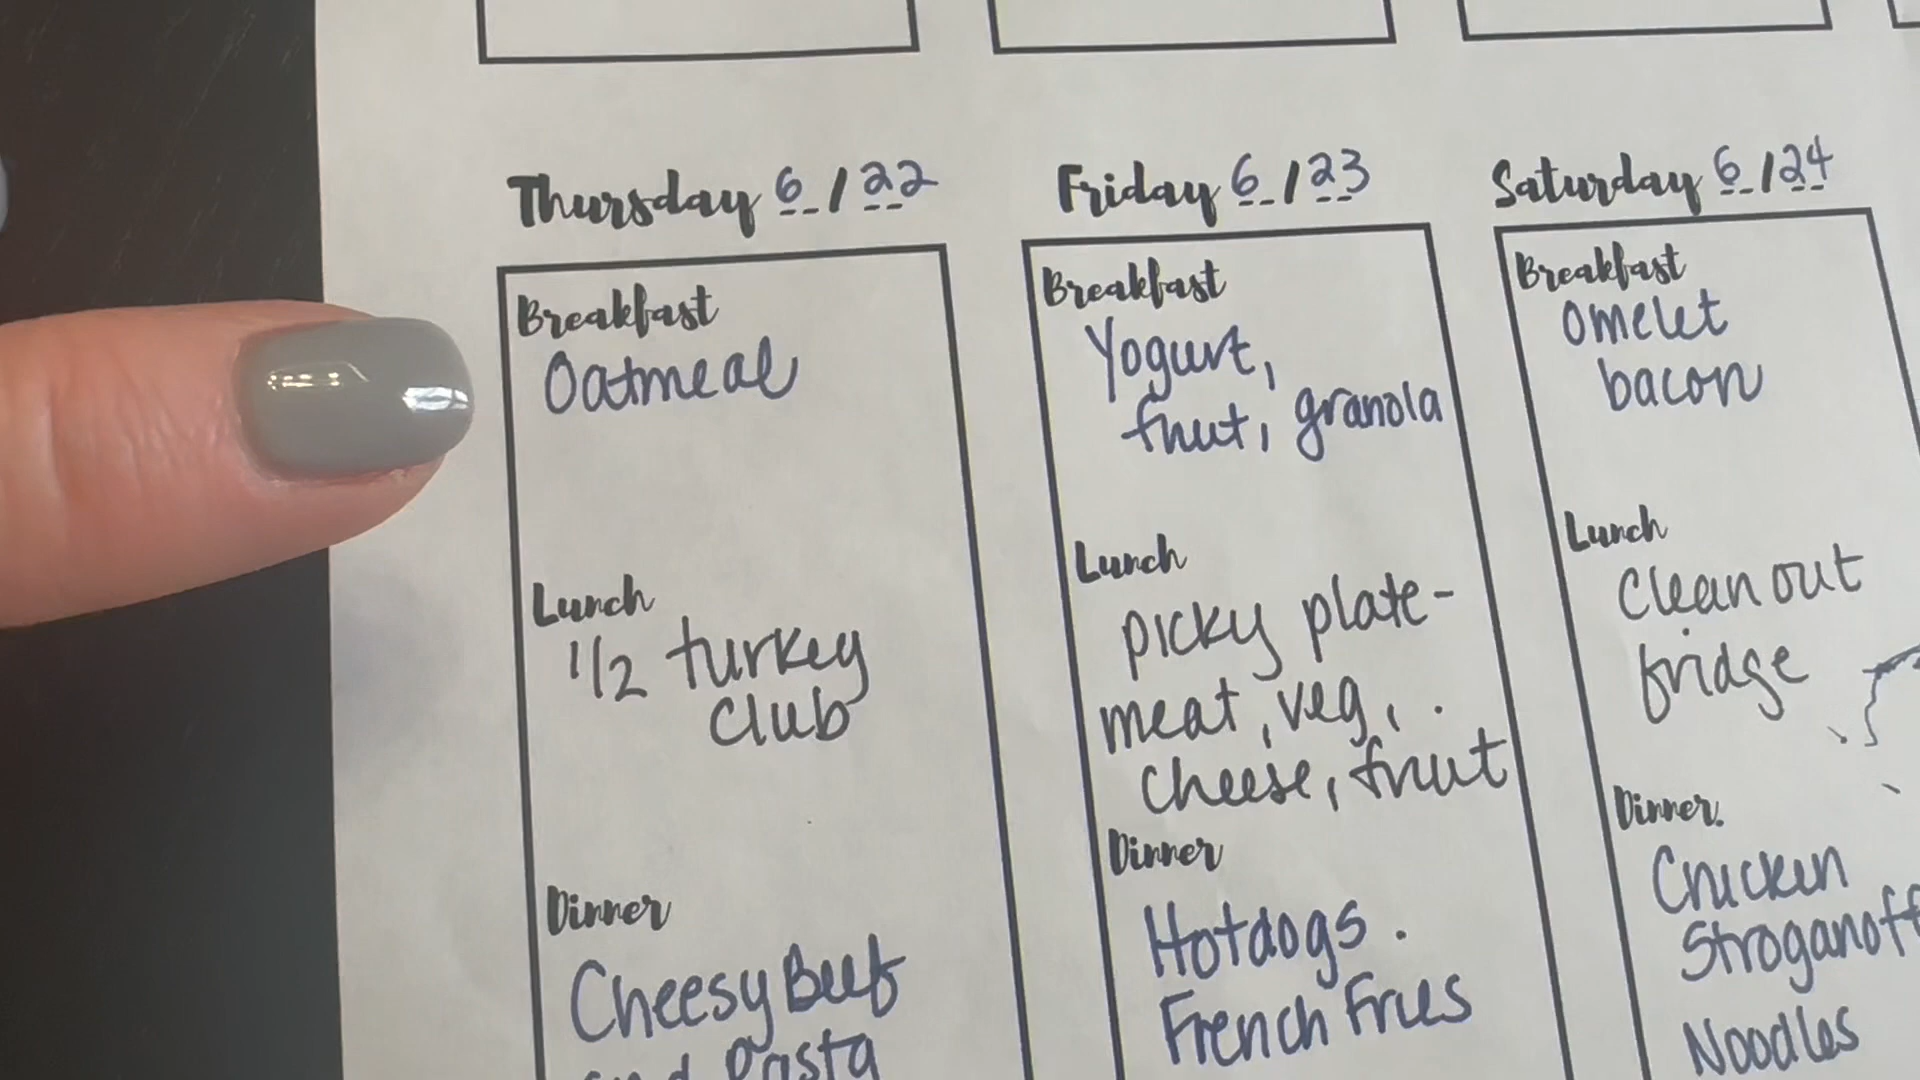 Thursday 6/22
Breakfast
Oatmeal
Lunch
1/2 turkey
club
Dinner
Cheesy Beef
and Pasta
Friday 6/23
Breakfast
Yogurt,
fruit, granola
Lunch
picky plate-
meat, veg,
cheese, fruit
Dinner
Hotdogs
French Fries
Saturday 6/24
Breakfast
Omelet
bacon
Lunch
Clean out
fridge
Dinner
Chicken
Stroganoff
Noodles